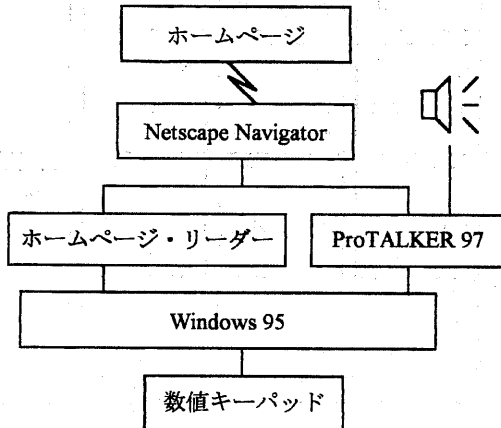 ホームページ
Netscape Navigator
ホームページ・リーダー
ProTALKER 97
Windows 95
数値キーパッド